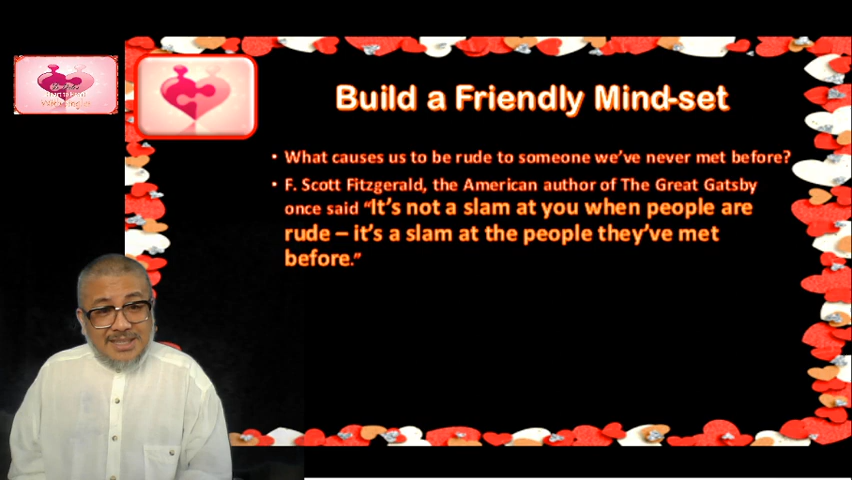 Build a Friendly Mind-set
• What causes us to be rude to someone we've never met before?
• F. Scott Fitzgerald, the American author of The Great Gatsby
once said "It's not a slam at you when people are
rude – it's a slam at the people they've met
before."